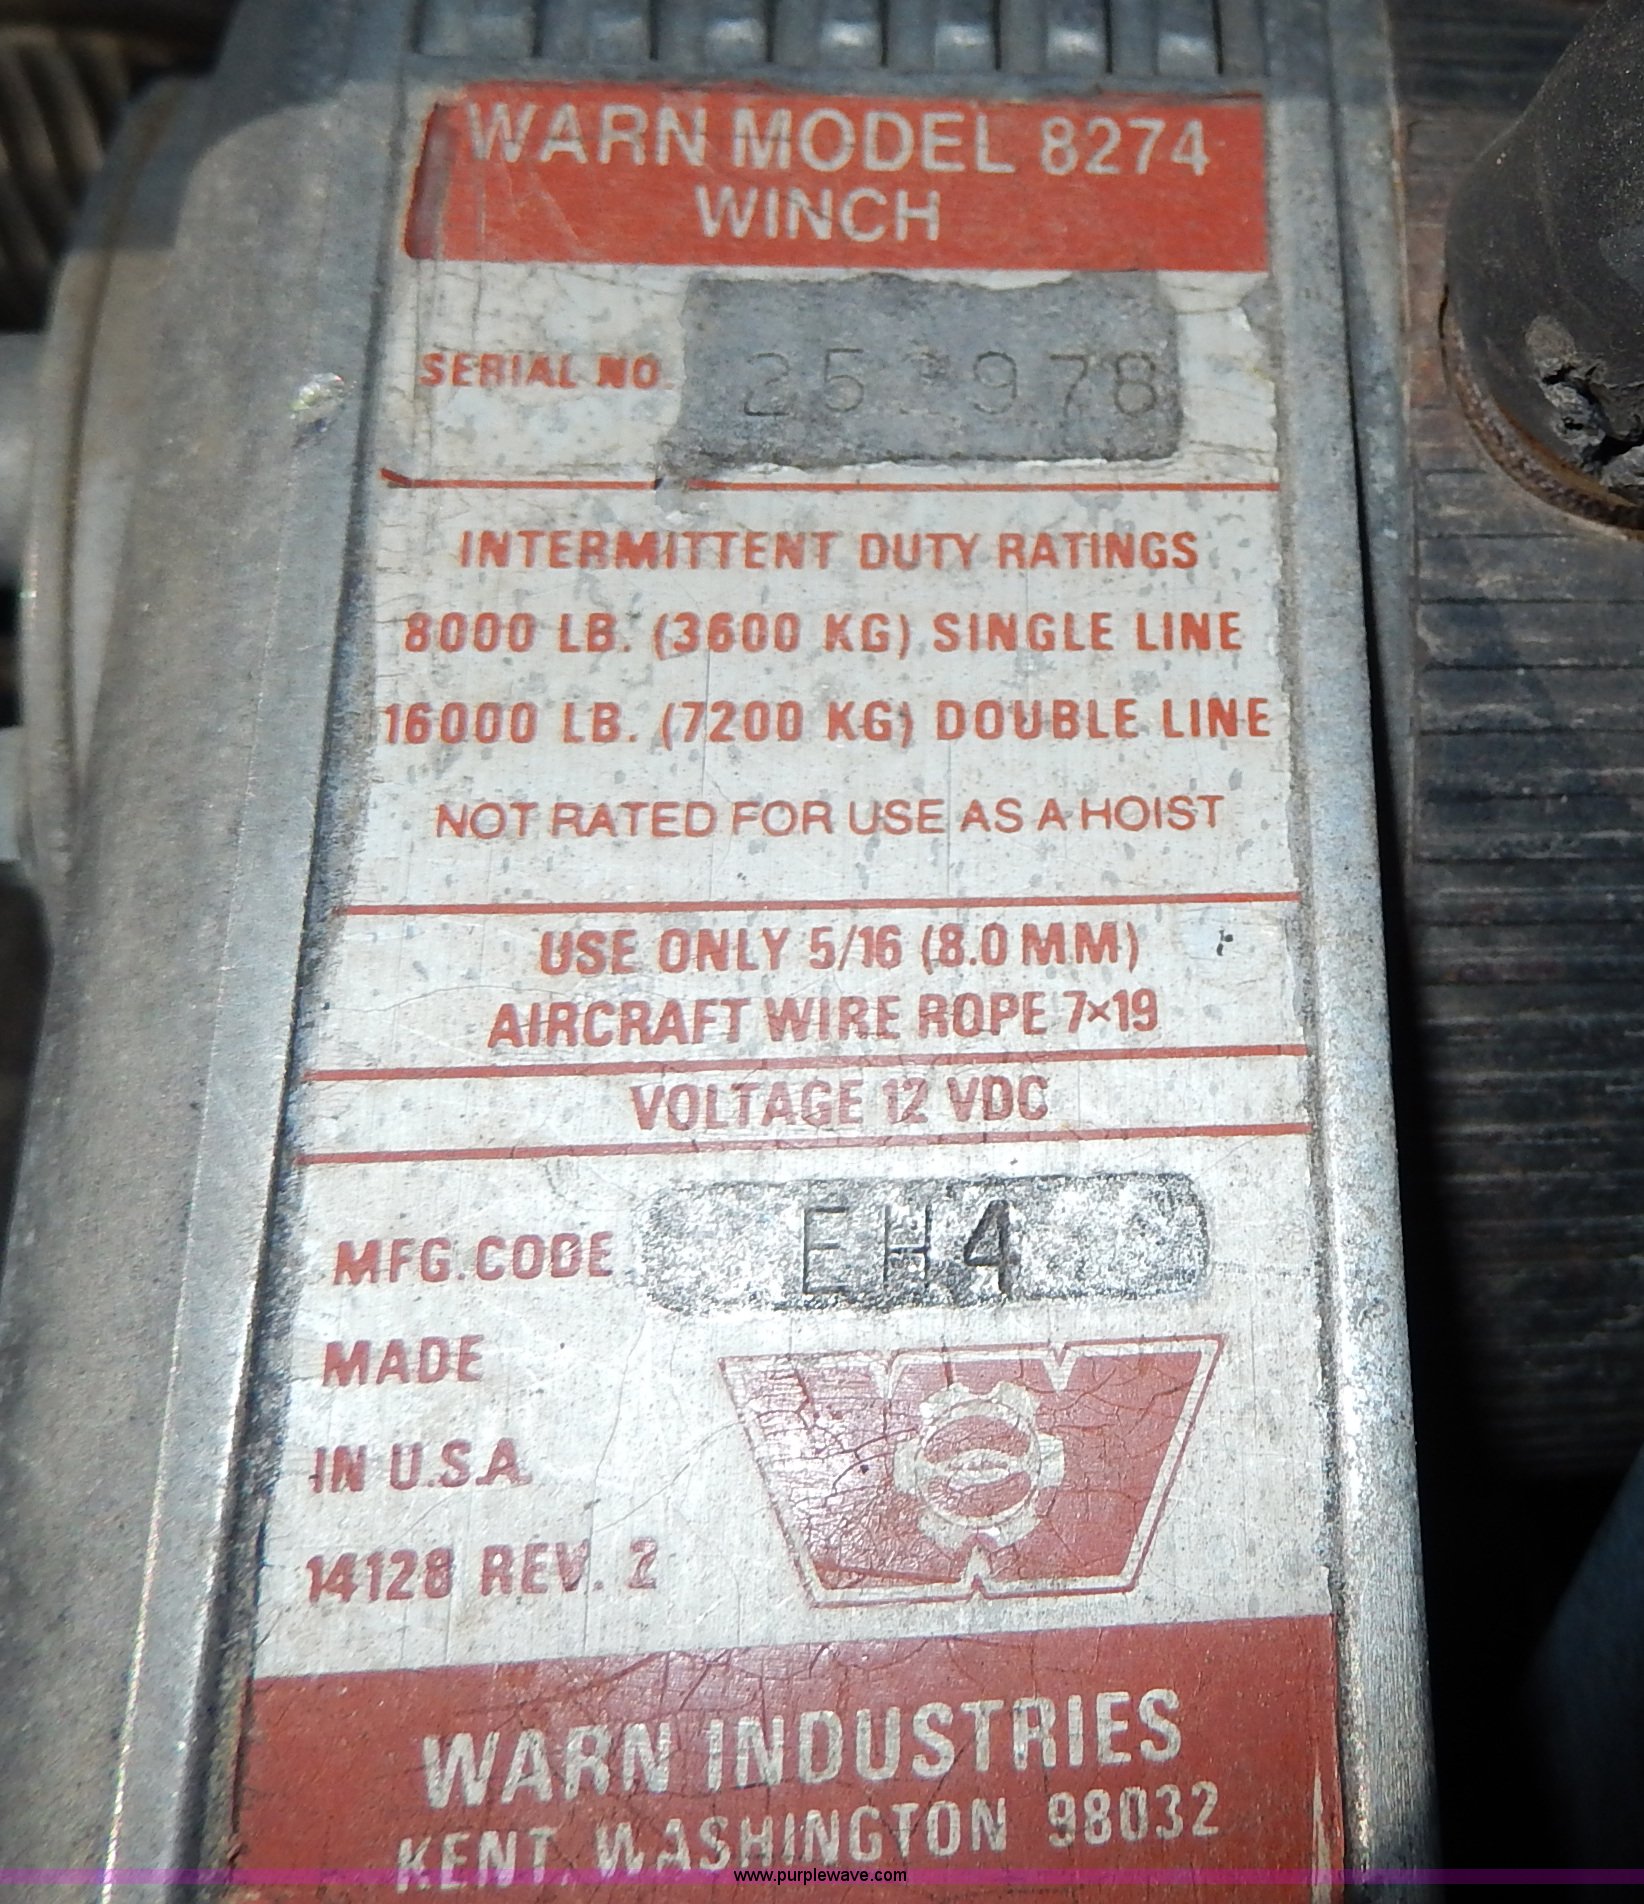 WARN MODEL 8274
WINCH
SERIAL NO.
INTERMITTENT DUTY RATINGS
8000 LB. (3600 KG) SINGLE LINE
16000 LB. (7200 KG) DOUBLE LINE
NOT RATED FOR USE AS A HOIST
USE ONLY 5/16 (8.0 MM)
AIRCRAFT WIRE ROPE 7×19
VOLTAGE 12 VDC
MFG. CODE EH4
MADE
IN U.S.A.
14128 REV. 2
WARN INDUSTRIES
KENT, WASHINGTON 98032
www.purplewave.com